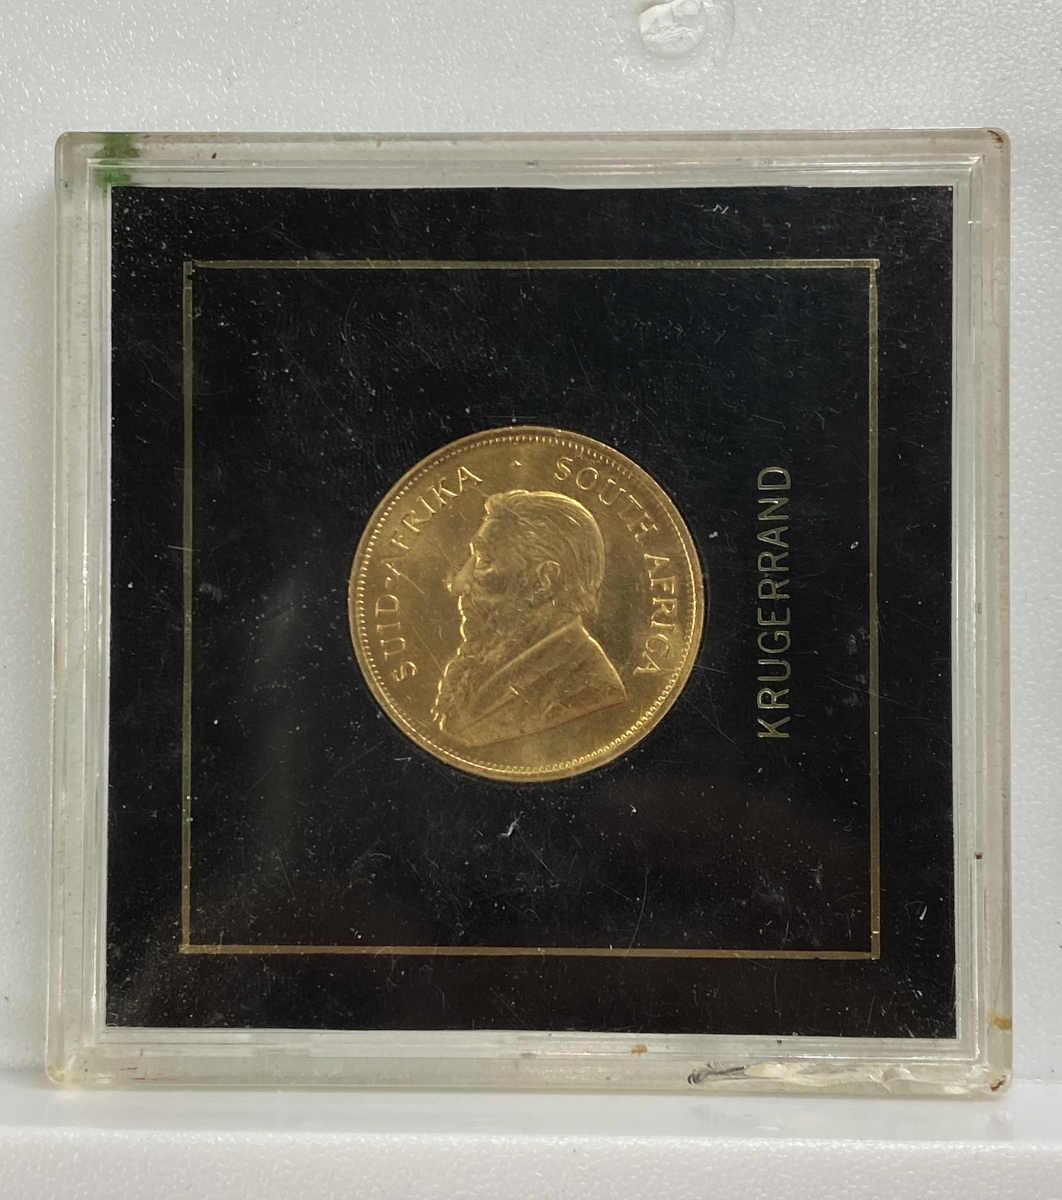 SUID-AFRIKA · SOUTH AFRICA
KRUGERRAND